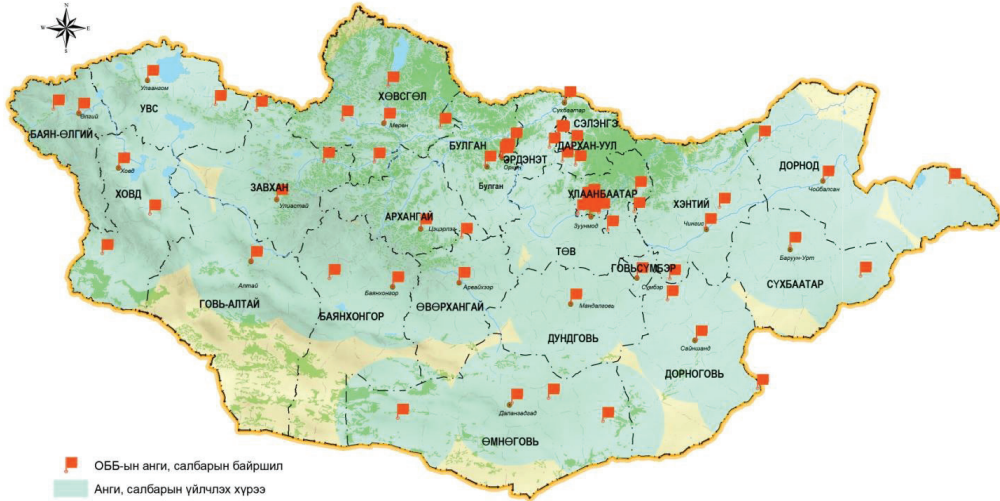 N
W E
S
ХӨВСГӨЛ
Улаангом
УВС
Өлгий
БАЯН-ӨЛГИЙ
Мөрөн
Сүхбаатар
СЭЛЭНГЭ
ДАРХАН-УУЛ
БУЛГАН
ЭРДЭНЭТ
Орхон
Булган
ДОРНОД
Чойбалсан
Ховд
ХОВД
ЗАВХАН
Улиастай
УЛААНБААТАР
ХЭНТИЙ
АРХАНГАЙ
Цэцэрлэг
Зуунмод
Чингис
ТӨВ
Баруун-Урт
ГОВЬСҮМБЭР
Сүмбэр
СҮХБААТАР
Алтай
ГОВЬ-АЛТАЙ
Баянхонгор
БАЯНХОНГОР
Арвайхээр
ӨВӨРХАНГАЙ
Мандалговь
ДУНДГОВЬ
Сайншанд
ДОРНОГОВЬ
Даланзадгад
ӨМНӨГОВЬ
ОББ-ын анги, салбарын байршил
Анги, салбарын үйлчлэх хүрээ